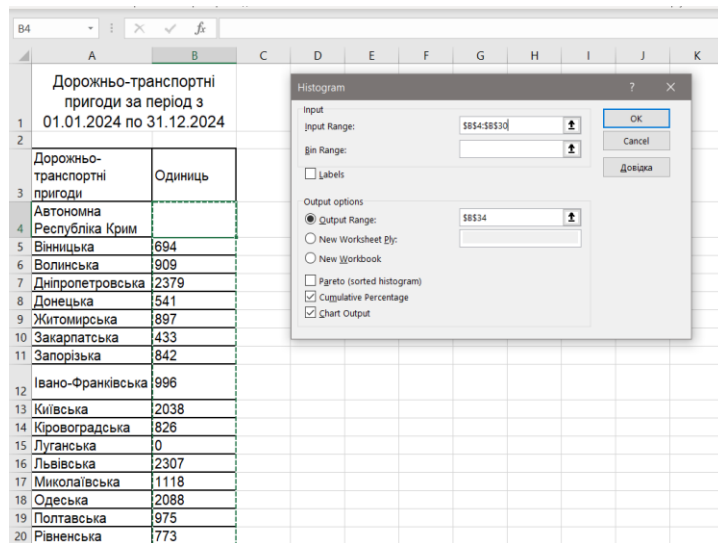 B4
fx
A B C D E F G H I J K
1 Дорожньо-транспортні
пригоди за період з
01.01.2024 по 31.12.2024
2
3 Дорожньо-
транспортні
пригоди
Одиниць
4 Автономна
Республіка Крим
5 Вінницька 694
6 Волинська 909
7 Дніпропетровська 2379
8 Донецька 541
9 Житомирська 897
10 Закарпатська 433
11 Запорізька 842
12 Івано-Франківська 996
13 Київська 2038
14 Кіровоградська 826
15 Луганська 0
16 Львівська 2307
17 Миколаївська 1118
18 Одеська 2088
19 Полтавська 975
20 Рівненська 773
Histogram ? ×
Input
Input Range: $B$4:$B$30
Bin Range:
Labels
Output options
Output Range: $B$34
New Worksheet Ply:
New Workbook
Pareto (sorted histogram)
Cumulative Percentage
Chart Output
OK
Cancel
Довідка